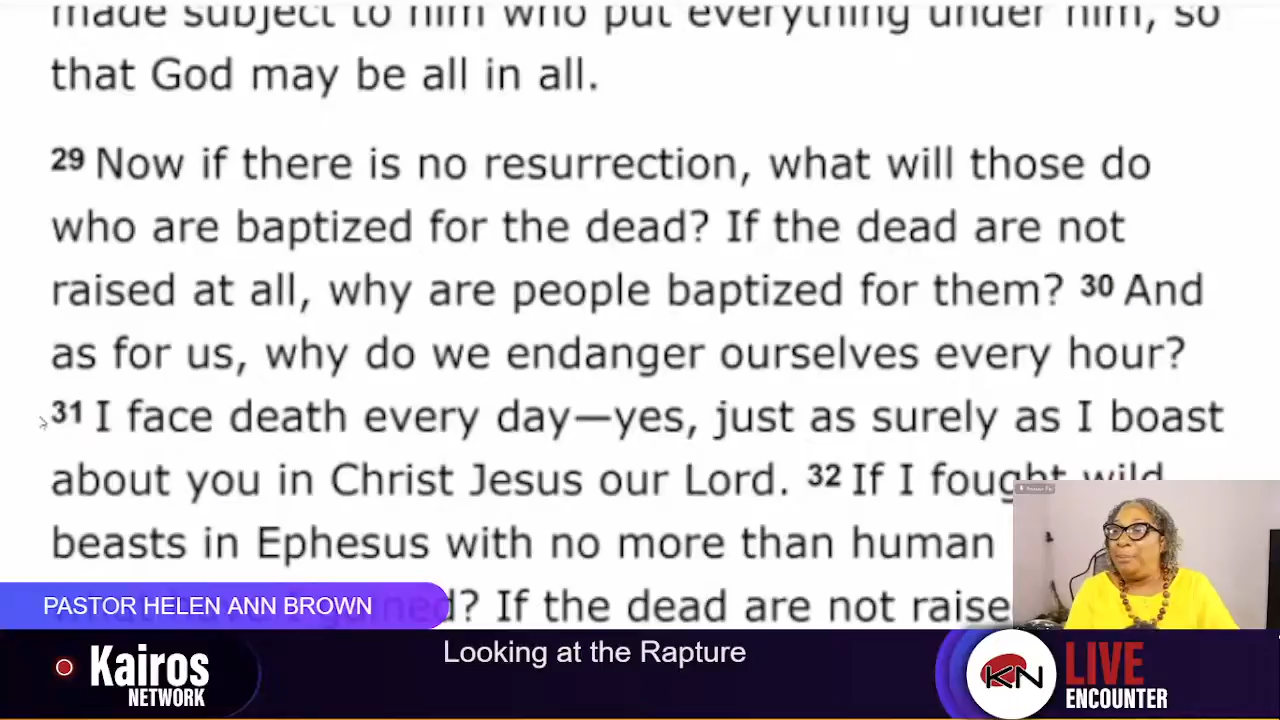 made subject to him who put everything under him, so
that God may be all in all.
29 Now if there is no resurrection, what will those do
who are baptized for the dead? If the dead are not
raised at all, why are people baptized for them? 30 And
as for us, why do we endanger ourselves every hour?
31 I face death every day—yes, just as surely as I boast
about you in Christ Jesus our Lord. 32 If I fought wild
beasts in Ephesus with no more than human
? If the dead are not raise
PASTOR HELEN ANN BROWN
Looking at the Rapture
Kairos
NETWORK
KN
LIVE
ENCOUNTER